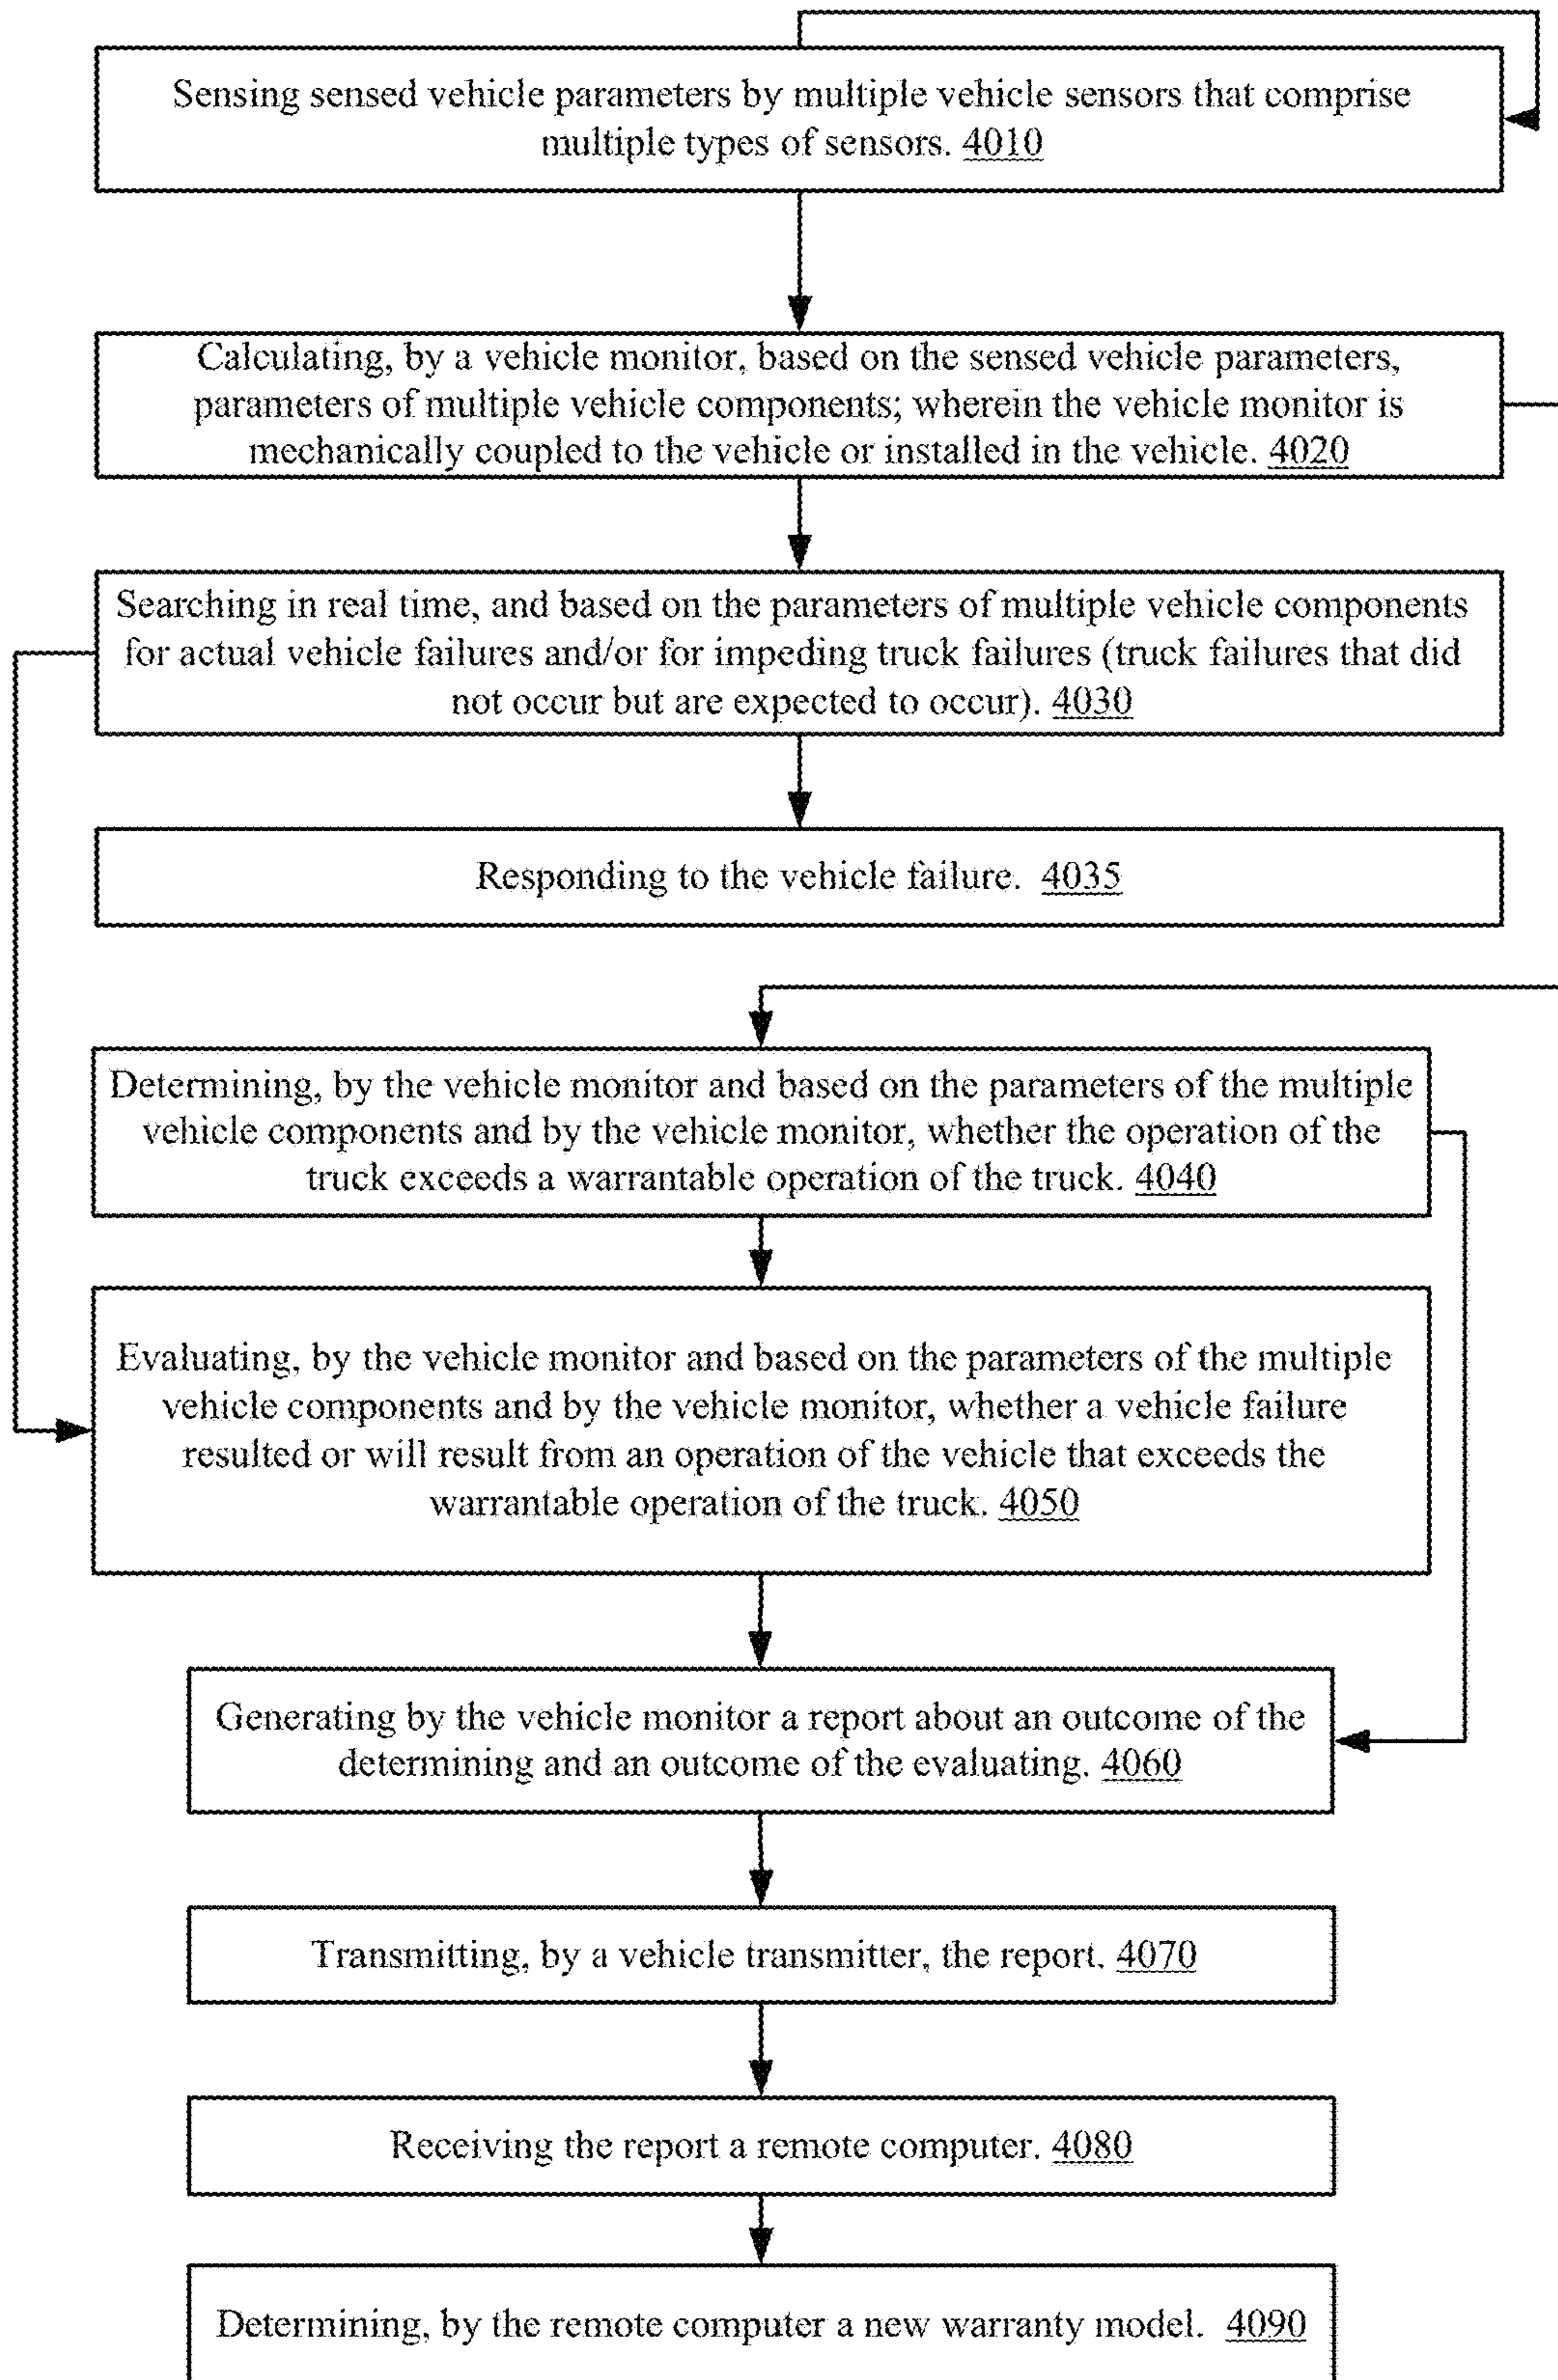 Sensing sensed vehicle parameters by multiple vehicle sensors that comprise
multiple types of sensors. 4010
Calculating, by a vehicle monitor, based on the sensed vehicle parameters,
parameters of multiple vehicle components; wherein the vehicle monitor is
mechanically coupled to the vehicle or installed in the vehicle. 4020
Searching in real time, and based on the parameters of multiple vehicle components
for actual vehicle failures and/or for impeding truck failures (truck failures that did
not occur but are expected to occur). 4030
Responding to the vehicle failure. 4035
Determining, by the vehicle monitor and based on the parameters of the multiple
vehicle components and by the vehicle monitor, whether the operation of the
truck exceeds a warrantable operation of the truck. 4040
Evaluating, by the vehicle monitor and based on the parameters of the multiple
vehicle components and by the vehicle monitor, whether a vehicle failure
resulted or will result from an operation of the vehicle that exceeds the
warrantable operation of the truck. 4050
Generating by the vehicle monitor a report about an outcome of the
determining and an outcome of the evaluating. 4060
Transmitting, by a vehicle transmitter, the report. 4070
Receiving the report a remote computer. 4080
Determining, by the remote computer a new warranty model. 4090